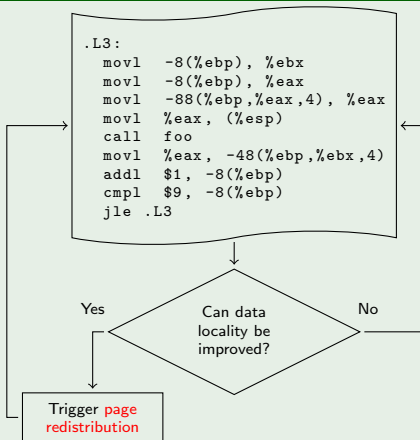 .L3:
movl -8(%ebp), %ebx
movl -8(%ebp), %eax
movl -88(%ebp,%eax,4), %eax
movl %eax, (%esp)
call foo
movl %eax, -48(%ebp,%ebx,4)
addl $1, -8(%ebp)
cmpl $9, -8(%ebp)
jle .L3
Yes
Can data
locality be
improved?
No
Trigger page
redistribution